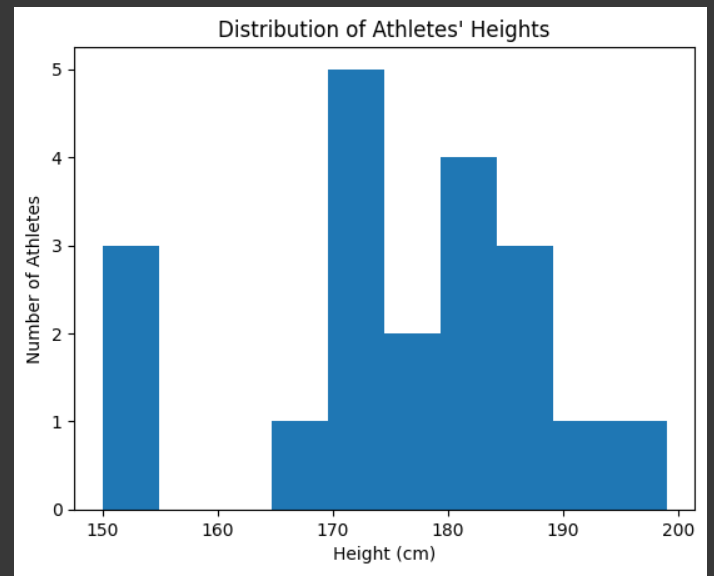 Distribution of Athletes' Heights
5
4
3
2
1
0
Number of Athletes
150 160 170 180 190 200
Height (cm)